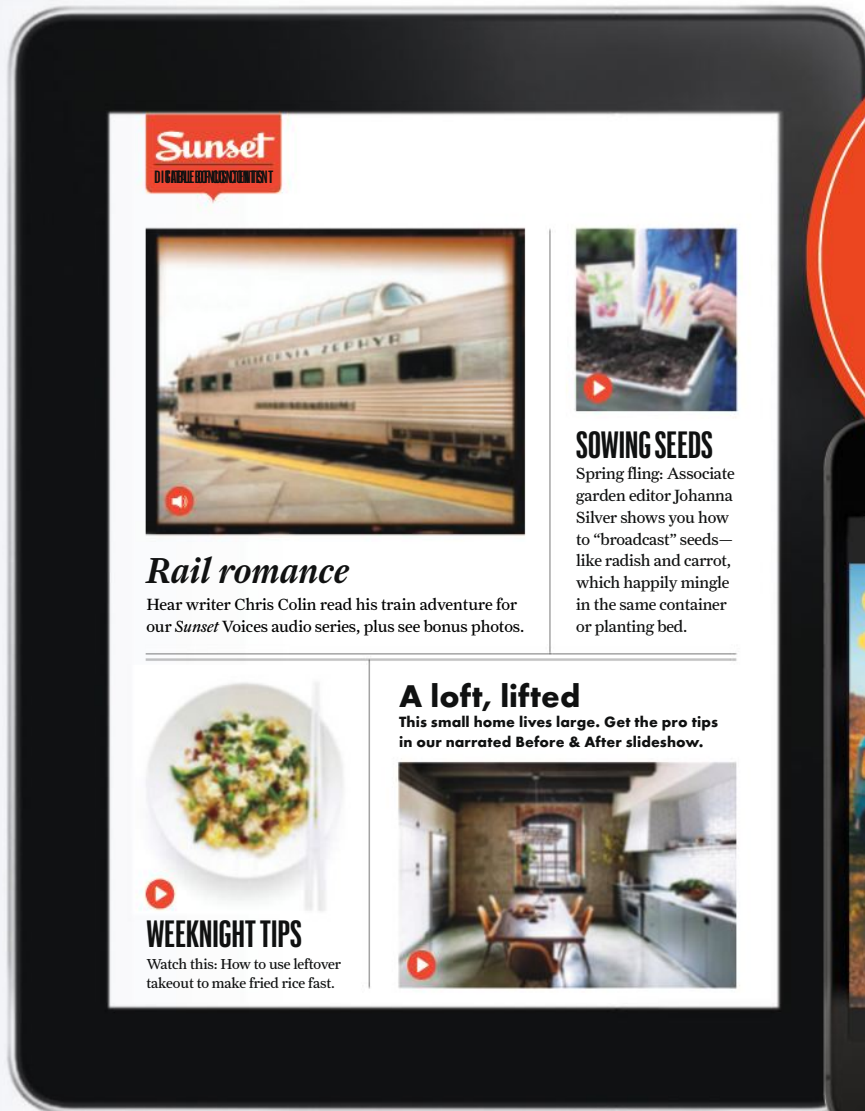 Sunset
CALIFORNIA ZEPHYR
Rail romance
Hear writer Chris Colin read his train adventure for
our Sunset Voices audio series, plus see bonus photos.
SOWING SEEDS
Spring fling: Associate
garden editor Johanna
Silver shows you how
to “broadcast” seeds—
like radish and carrot,
which happily mingle
in the same container
or planting bed.
WEEKNIGHT TIPS
Watch this: How to use leftover
takeout to make fried rice fast.
A loft, lifted
This small home lives large. Get the pro tips
in our narrated Before & After slideshow.